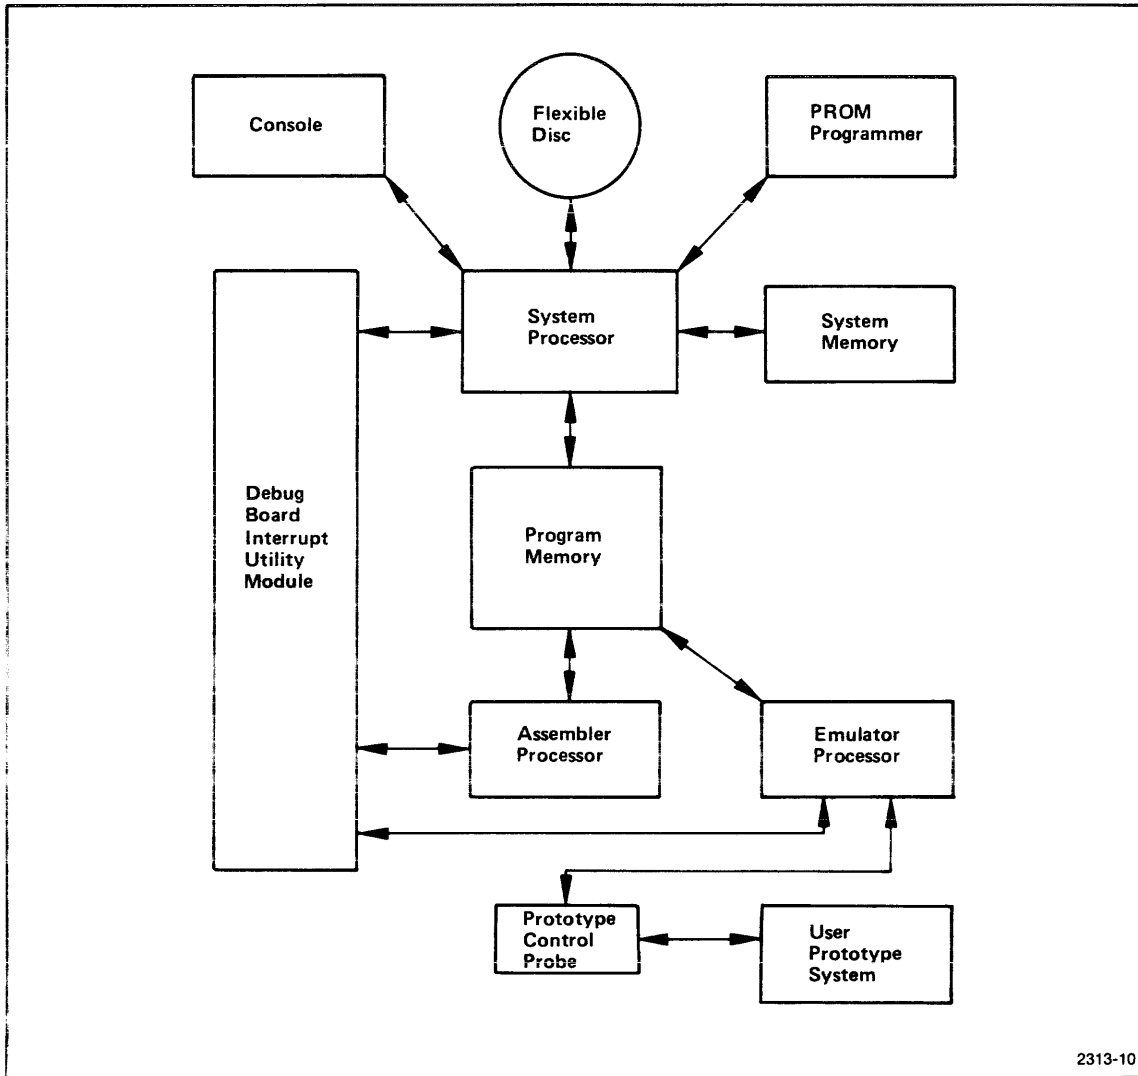 Console
Flexible
Disc
PROM
Programmer
System
Processor
System
Memory
Debug
Board
Interrupt
Utility
Module
Program
Memory
Assembler
Processor
Emulator
Processor
Prototype
Control
Probe
User
Prototype
System
2313-10